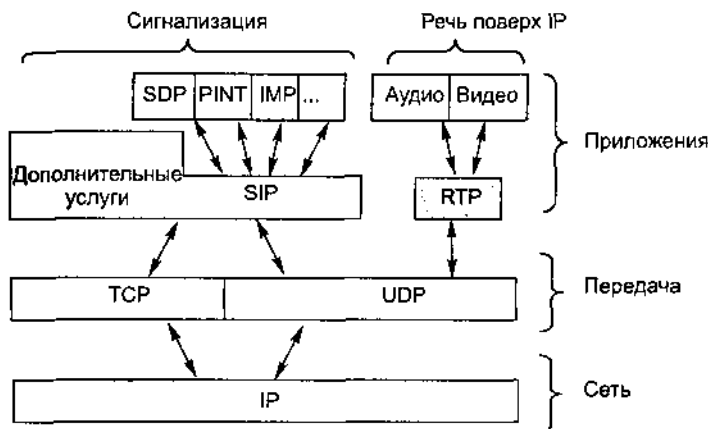 Сигнализация
Речь поверх IP
SDP PINT IMP ...
Аудио Видео
Приложения
Дополнительные
услуги
SIP
RTP
TCP
UDP
Передача
IP
Сеть